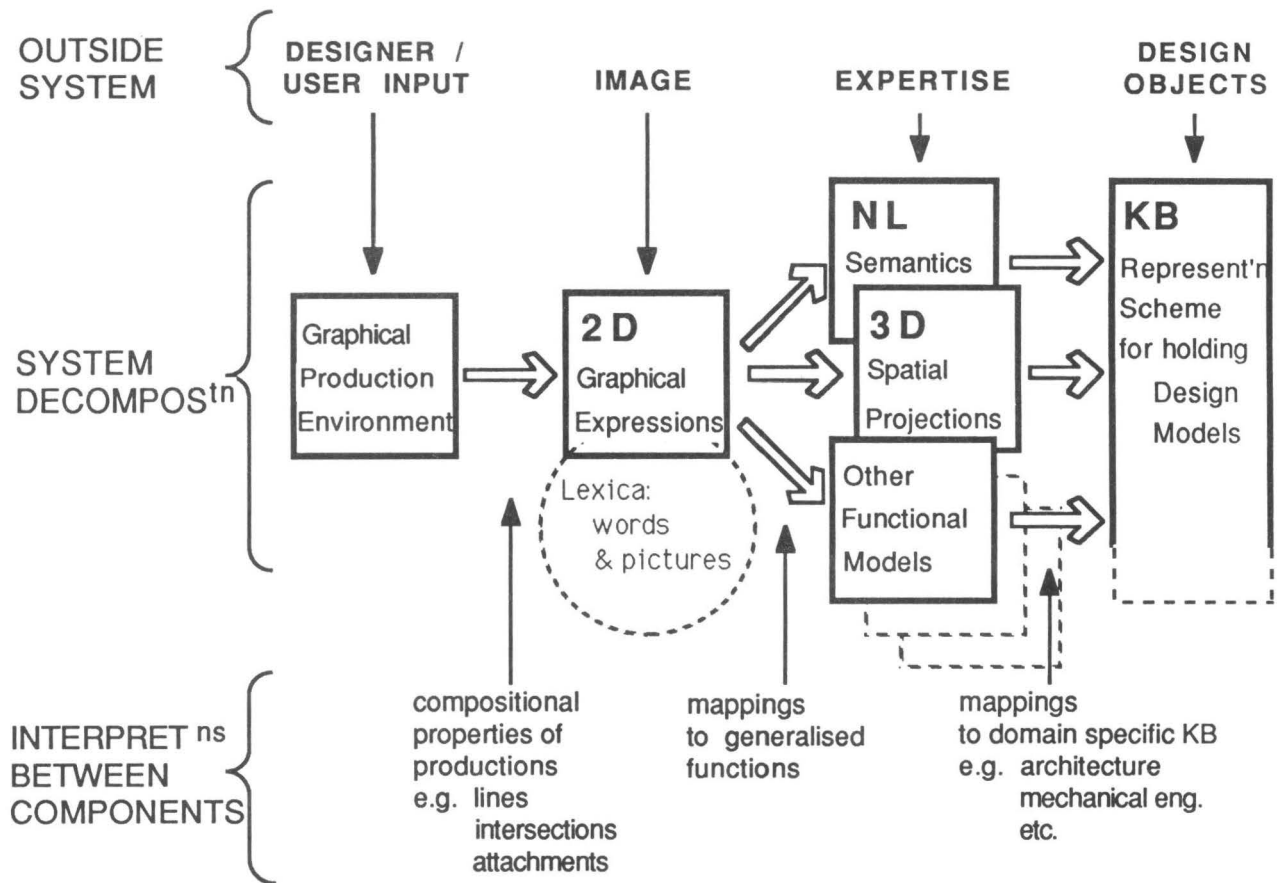 OUTSIDE
SYSTEM
DESIGNER /
USER INPUT
IMAGE
EXPERTISE
DESIGN
OBJECTS
SYSTEM
DECOMPOStn
Graphical
Production
Environment
2D
Graphical
Expressions
Lexica:
words
& pictures
NL
Semantics
3D
Spatial
Projections
Other
Functional
Models
KB
Represent'n
Scheme
for holding
Design
Models
INTERPRET ns
BETWEEN
COMPONENTS
compositional
properties of
productions
e.g. lines
intersections
attachments
mappings
to generalised
functions
mappings
to domain specific KB
e.g. architecture
mechanical eng.
etc.